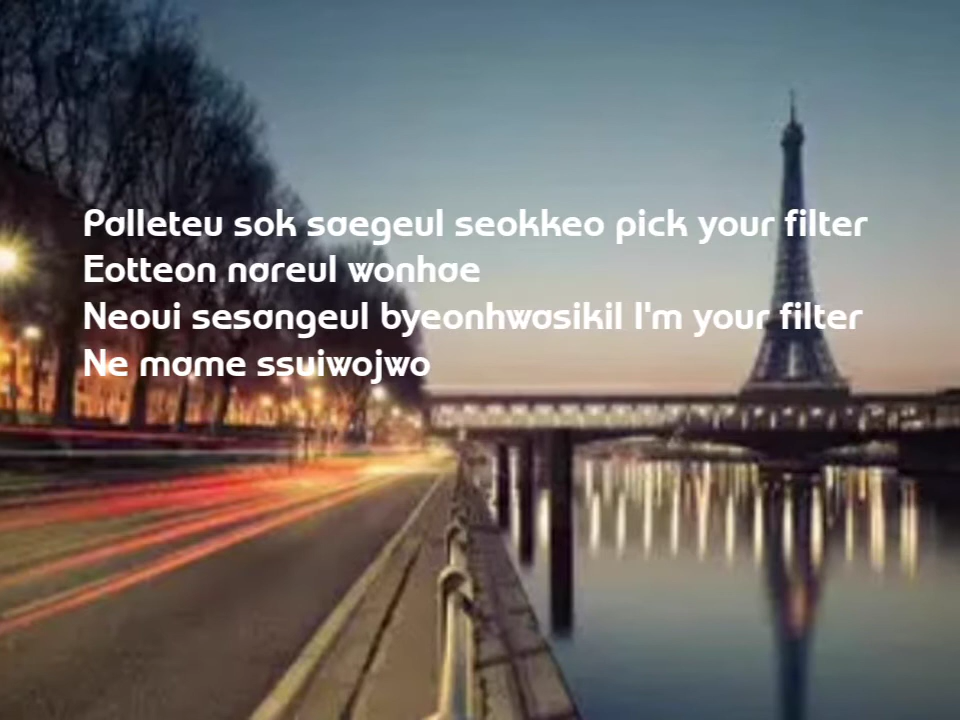 Palleteu sok saegeul seokkeo pick your filter
Eotteon nareul wonhae
Neoui sesangeul byeonhwasikil I'm your filter
Ne mame ssuiwojwo